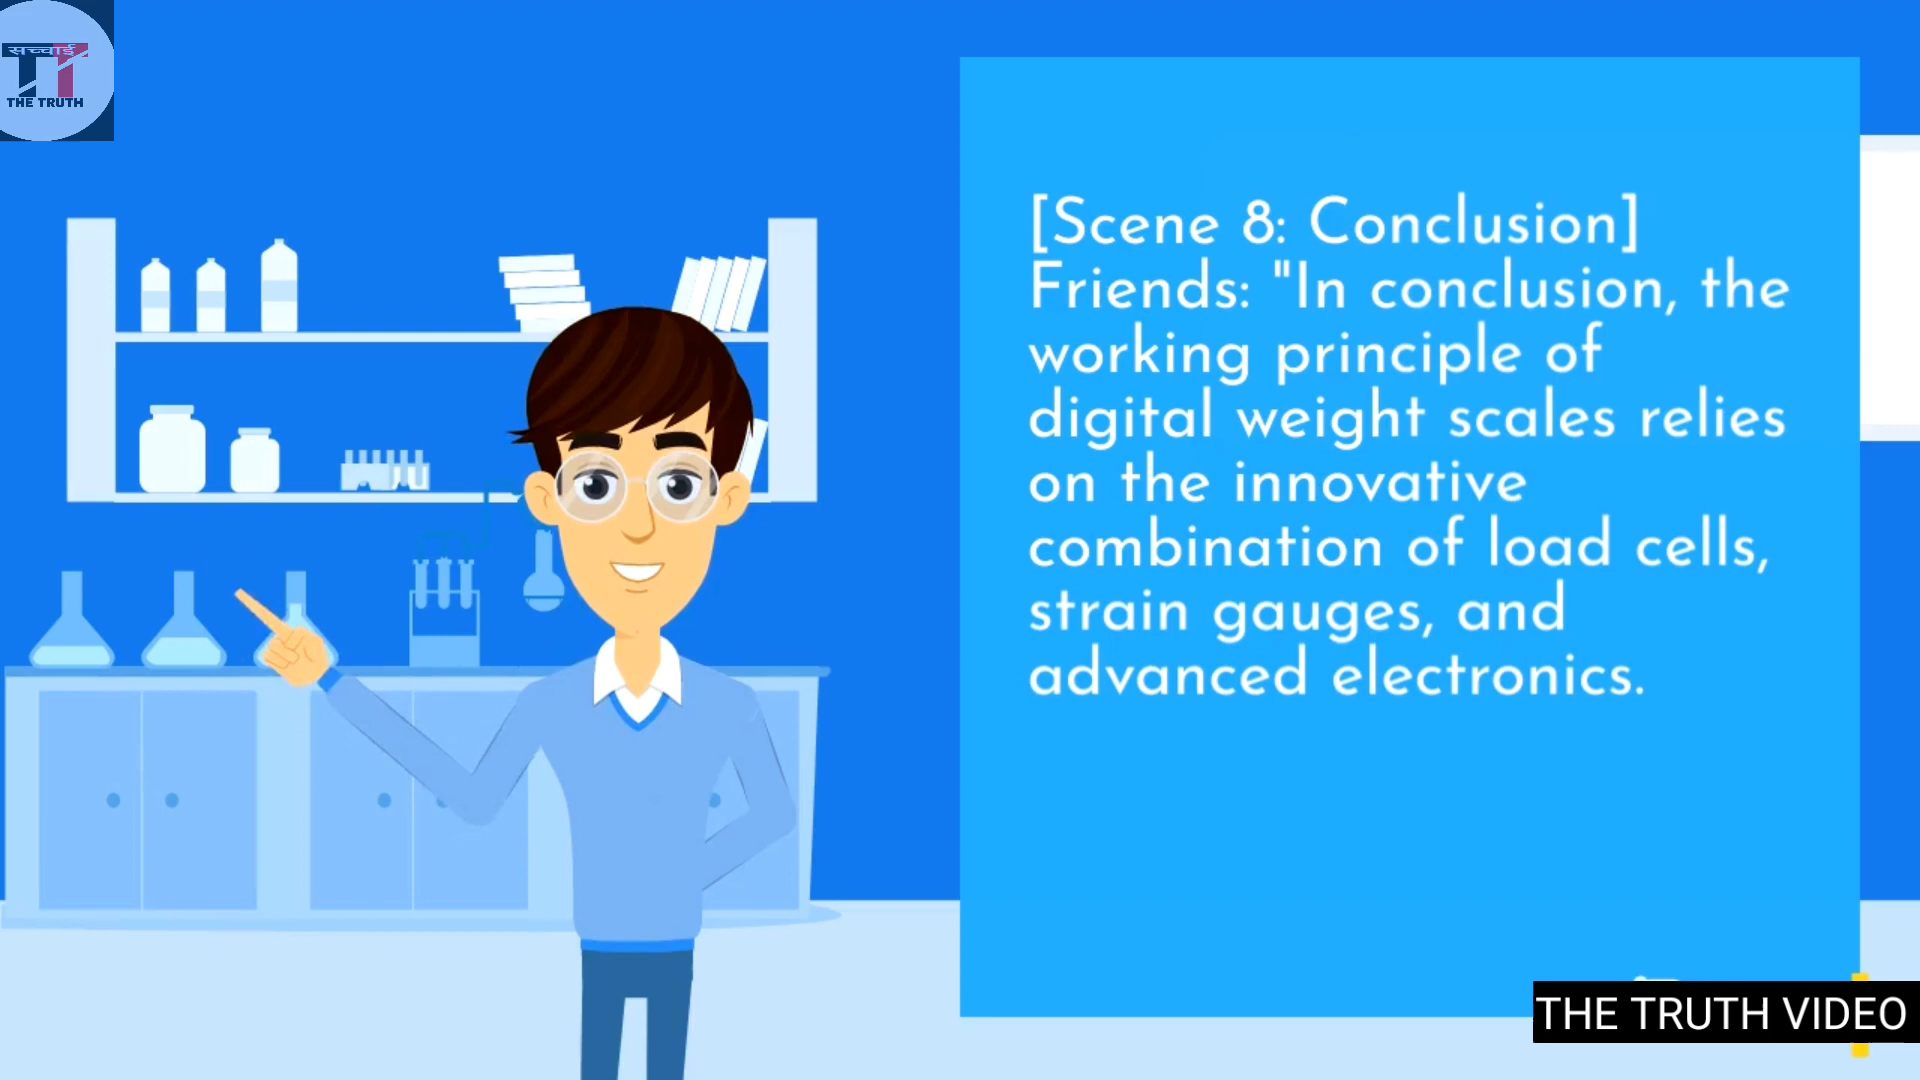 सच्चाई
TT
THE TRUTH
[Scene 8: Conclusion]
Friends: "In conclusion, the
working principle of
digital weight scales relies
on the innovative
combination of load cells,
strain gauges, and
advanced electronics.
THE TRUTH VIDEO